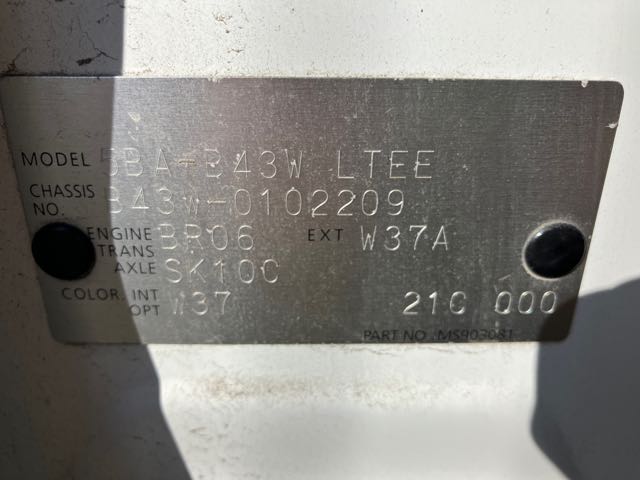 MODEL 5BA-B43W LTEE
CHASSIS NO. B43W-0102209
ENGINE BR06 EXT W37A
TRANS AXLE SK10C
COLOR, INT OPT W37 21C 000
PART NO. MS903081